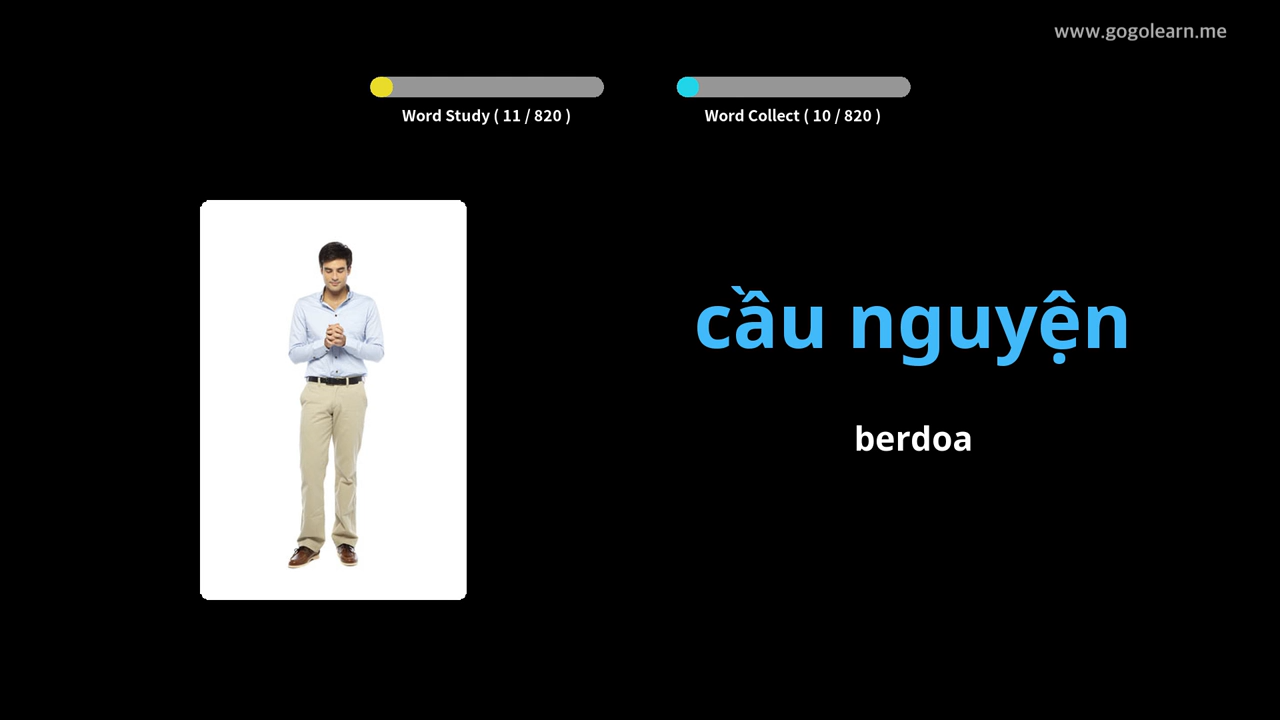 www.gogolearn.me
Word Study ( 11 / 820 )
Word Collect ( 10 / 820 )
cầu nguyện
berdoa